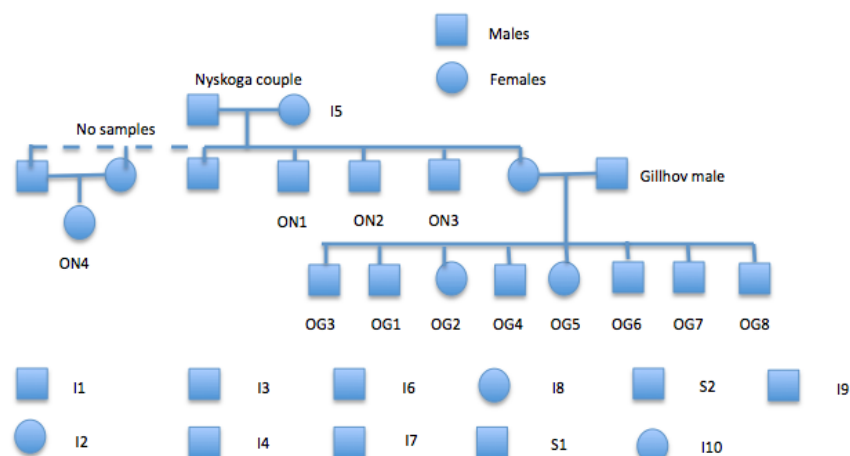 Males
Nyskoga couple
Females
I5
No samples
Gillhov male
ON1 ON2 ON3
ON4
OG3 OG1 OG2 OG4 OG5 OG6 OG7 OG8
I1 I3 I6 I8 S2 I9
I2 I4 I7 S1 I10